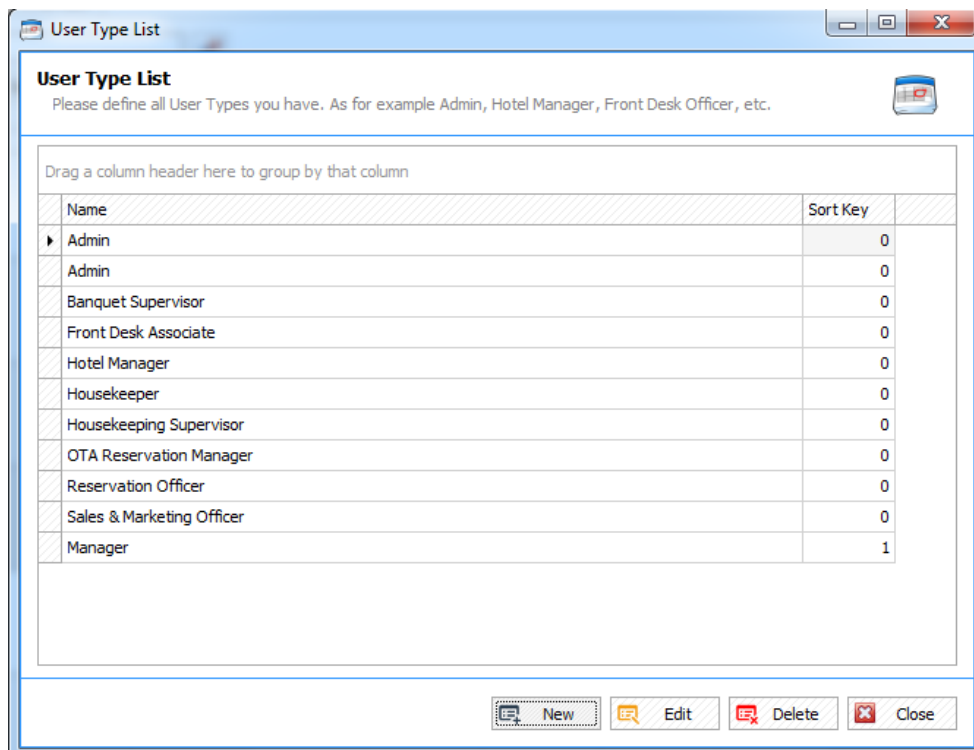 User Type List
User Type List
Please define all User Types you have. As for example Admin, Hotel Manager, Front Desk Officer, etc.
Drag a column header here to group by that column
Name Sort Key
Admin 0
Admin 0
Banquet Supervisor 0
Front Desk Associate 0
Hotel Manager 0
Housekeeper 0
Housekeeping Supervisor 0
OTA Reservation Manager 0
Reservation Officer 0
Sales & Marketing Officer 0
Manager 1
New Edit Delete Close